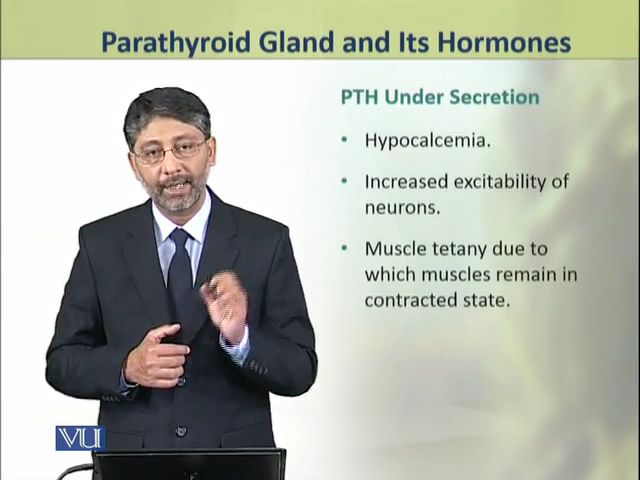 Parathyroid Gland and Its Hormones
PTH Under Secretion
• Hypocalcemia.
• Increased excitability of
neurons.
• Muscle tetany due to
which muscles remain in
contracted state.
VU